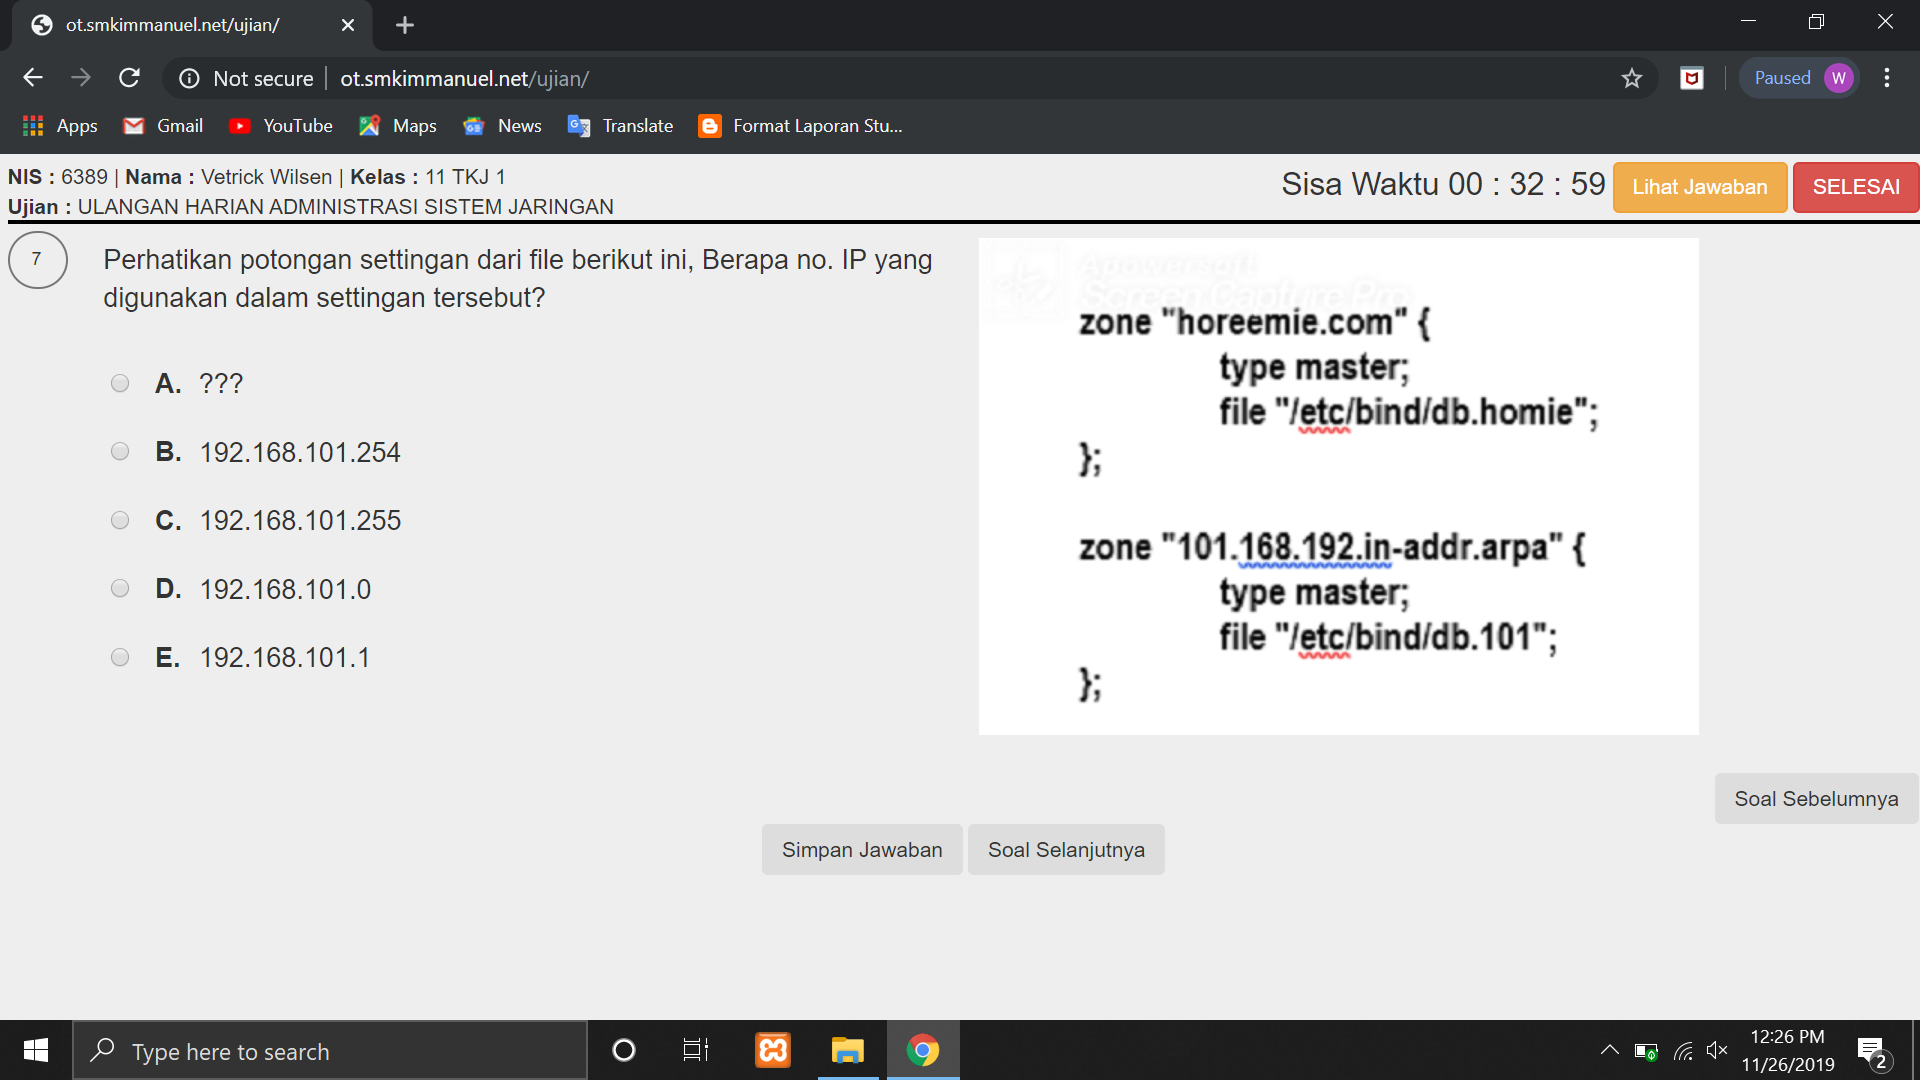 ot.smkimmanuel.net/ujian/
Not secure | ot.smkimmanuel.net/ujian/
Paused W
Apps Gmail YouTube Maps News Translate Format Laporan Stu...
NIS : 6389 | Nama : Vetrick Wilsen | Kelas : 11 TKJ 1
Ujian : ULANGAN HARIAN ADMINISTRASI SISTEM JARINGAN
Sisa Waktu 00 : 32 : 59
Lihat Jawaban
SELESAI
7
Perhatikan potongan settingan dari file berikut ini, Berapa no. IP yang
digunakan dalam settingan tersebut?
A. ???
B. 192.168.101.254
C. 192.168.101.255
D. 192.168.101.0
E. 192.168.101.1
Apowersoft
Screen Capture Pro
zone "horeemie.com" {
type master;
file "/etc/bind/db.homie";
};
zone "101.168.192.in-addr.arpa" {
type master;
file "/etc/bind/db.101";
};
Soal Sebelumnya
Simpan Jawaban
Soal Selanjutnya
Type here to search
12:26 PM
11/26/2019
2